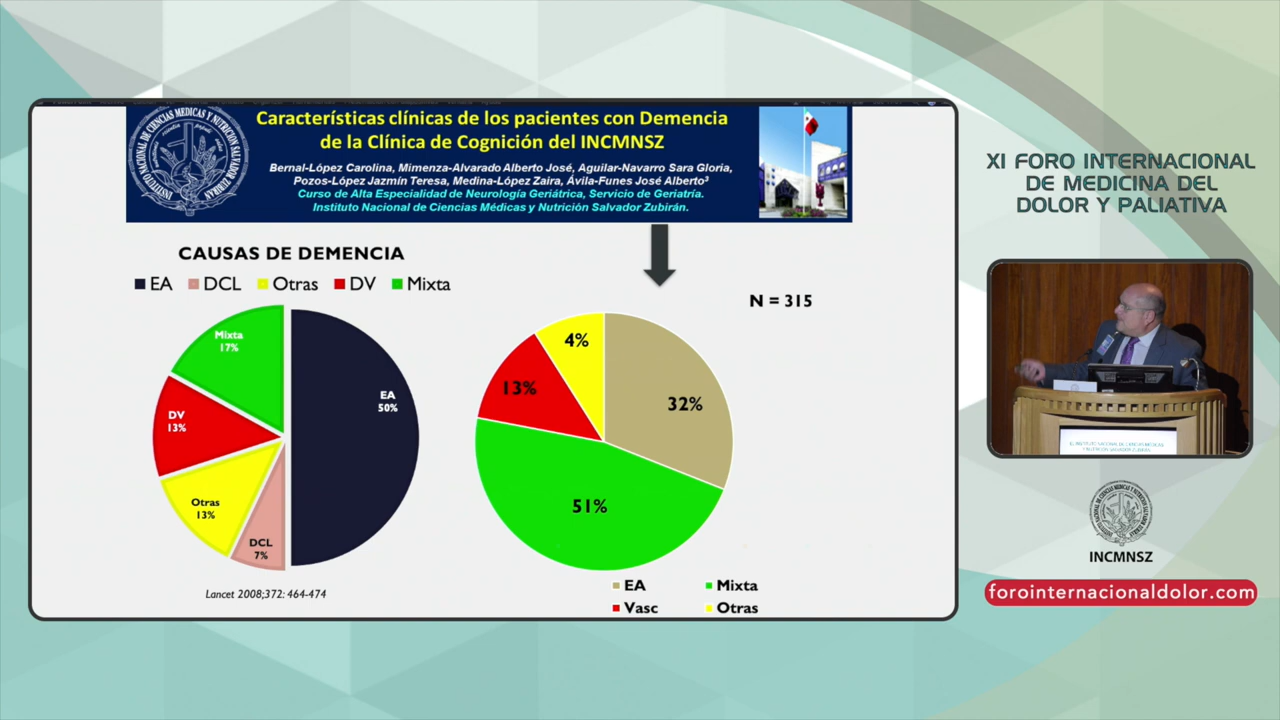 Características clínicas de los pacientes con Demencia
de la Clínica de Cognición del INCMNSZ
Bernal-López Carolina, Mimenza-Alvarado Alberto José, Aguilar-Navarro Sara Gloria,
Pozos-López Jazmín Teresa, Medina-López Zaira, Ávila-Funes José Alberto³
Curso de Alta Especialidad de Neurología Geriátrica, Servicio de Geriatría.
Instituto Nacional de Ciencias Médicas y Nutrición Salvador Zubirán.
INSTITUTO NACIONAL DE CIENCIAS MEDICAS Y NUTRICION SALVADOR ZUBIRAN
CAUSAS DE DEMENCIA
EA DCL Otras DV Mixta
Mixta
17%
EA
50%
DV
13%
Otras
13%
DCL
7%
Lancet 2008;372: 464-474
N = 315
4%
13%
32%
51%
EA Mixta
Vasc Otras
XI FORO INTERNACIONAL
DE MEDICINA DEL
DOLOR Y PALIATIVA
INCMNSZ
forointernacionaldolor.com